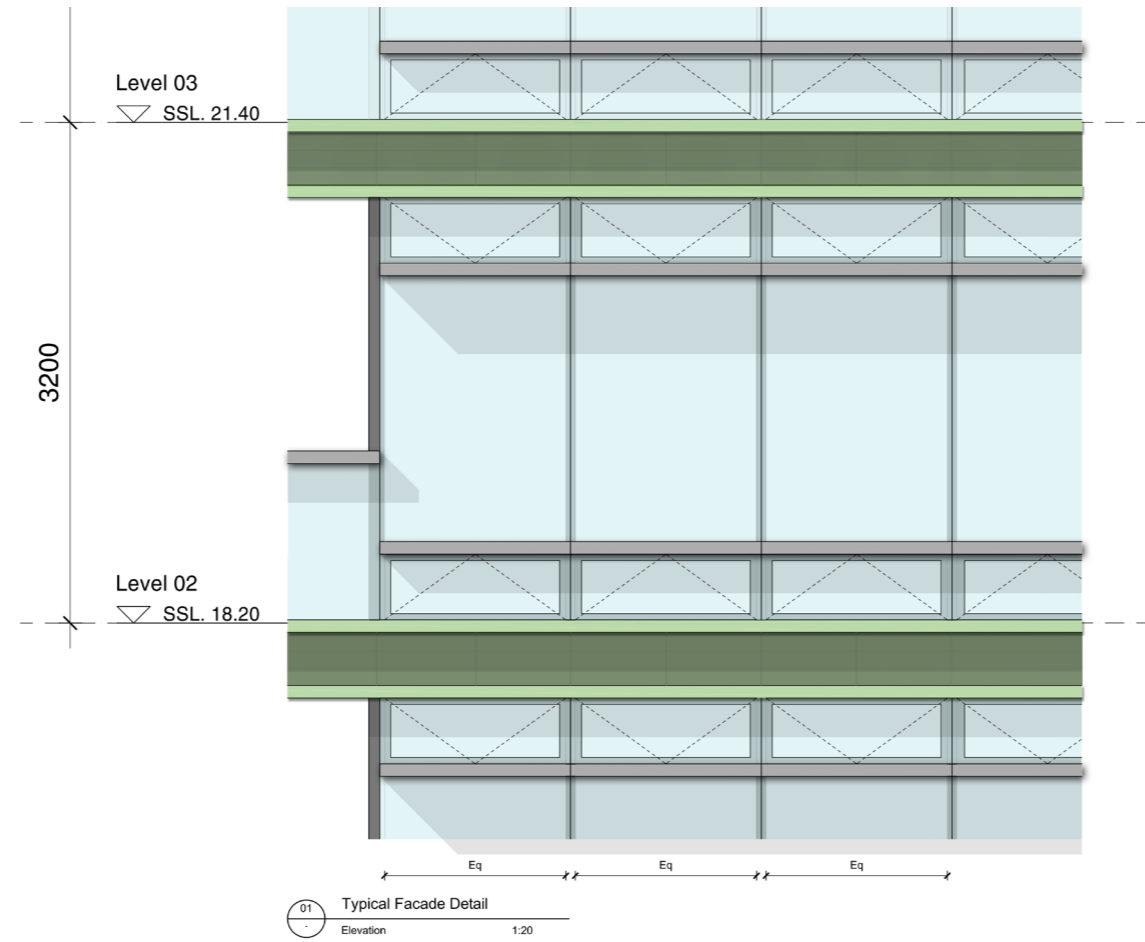 Level 03
SSL. 21.40
3200
Level 02
SSL. 18.20
Eq
Eq
Eq
01
-
Typical Facade Detail
Elevation 1:20